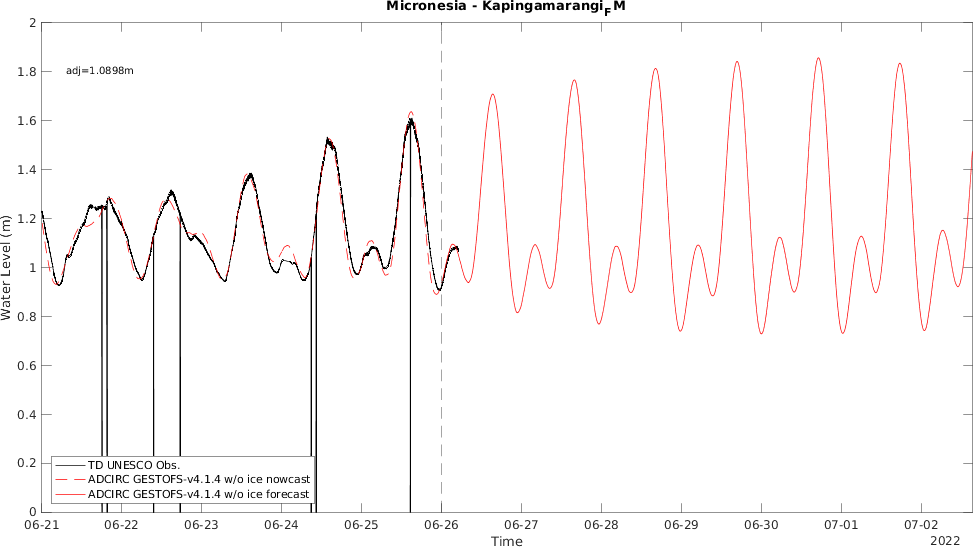 Micronesia - Kapingamarangi_FM
adj=1.0898m
Water Level (m)
2
1.8
1.6
1.4
1.2
1
0.8
0.6
0.4
0.2
0
TD UNESCO Obs.
ADCIRC GESTOFS-v4.1.4 w/o ice nowcast
ADCIRC GESTOFS-v4.1.4 w/o ice forecast
06-21 06-22 06-23 06-24 06-25 06-26 06-27 06-28 06-29 06-30 07-01 07-02
Time
2022